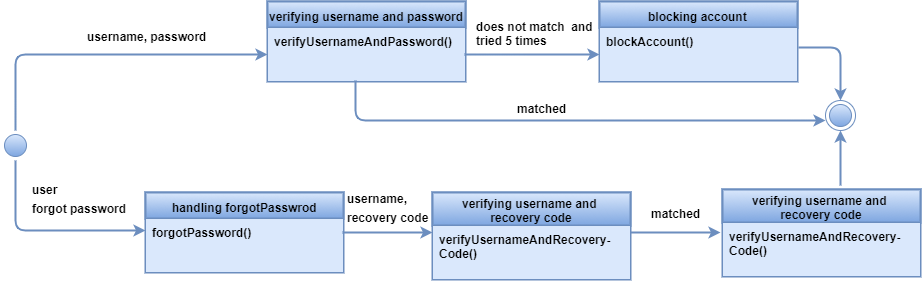 verifying username and password
verifyUsernameAndPassword()
username, password
does not match and
tried 5 times
blocking account
blockAccount()
matched
user
forgot password
handling forgotPasswrod
forgotPassword()
username,
recovery code
verifying username and
recovery code
verifyUsernameAndRecovery-
Code()
matched
verifying username and
recovery code
verifyUsernameAndRecovery-
Code()